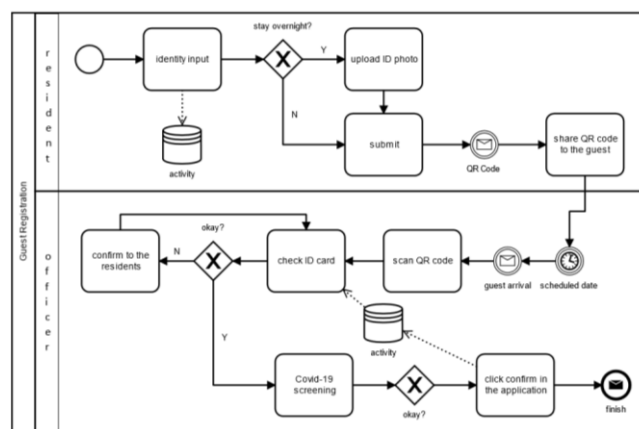 Guest Registration
resident
stay overnight?
identity input
Y
upload ID photo
activity
N
submit
QR Code
share QR code
to the guest
officer
okay?
confirm to the
residents
N
check ID card
scan QR code
guest arrival
scheduled date
Y
activity
Covid-19
screening
okay?
click confirm in
the application
finish